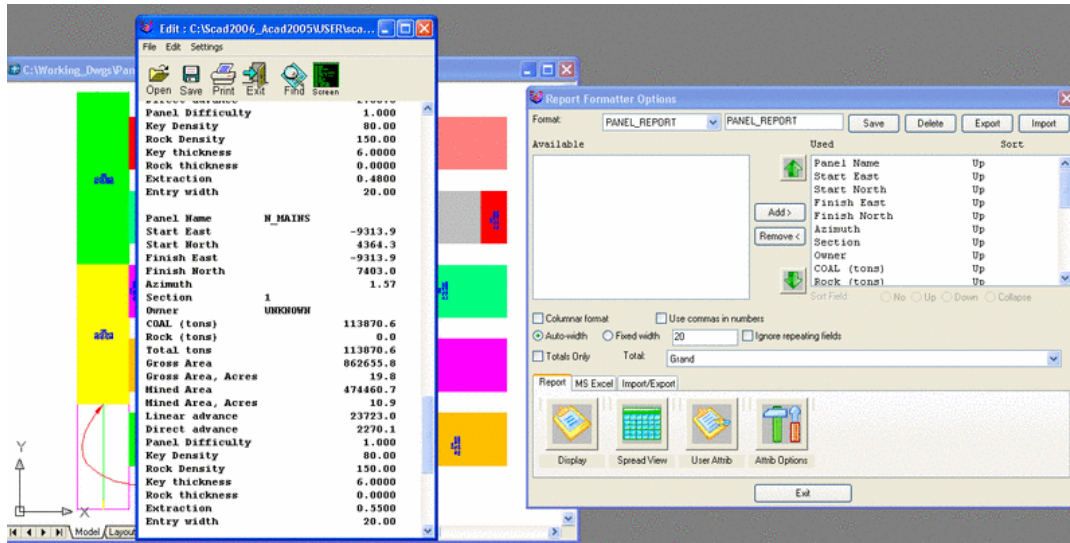 Edit : C:\Scad2006_Acad2005\USER\sca...
File Edit Settings
Open Save Print Exit Find Screen
Panel Difficulty 1.000
Key Density 80.00
Rock Density 150.00
Key thickness 6.0000
Rock thickness 0.0000
Extraction 0.4800
Entry width 20.00
Panel Name N_MAINS
Start East -9313.9
Start North 4364.3
Finish East -9313.9
Finish North 7403.0
Azimuth 1.57
Section 1
Owner UNKNOWN
COAL (tons) 113870.6
Rock (tons) 0.0
Total tons 113870.6
Gross Area 862655.8
Gross Area, Acres 19.8
Mined Area 474460.7
Mined Area, Acres 10.9
Linear advance 23723.0
Direct advance 2270.1
Panel Difficulty 1.000
Key Density 80.00
Rock Density 150.00
Key thickness 6.0000
Rock thickness 0.0000
Extraction 0.5500
Entry width 20.00
C:\Working_Dwgs\Pan
Y
X
Model Layou
Report Formatter Options
Format: PANEL_REPORT PANEL_REPORT Save Delete Export Import
Available Used Sort
Panel Name Up
Start East Up
Start North Up
Finish East Up
Finish North Up
Azimuth Up
Section Up
Owner Up
COAL (tons) Up
Rock (tons) Up
Add >
Remove <
Sort Field No Up Down Collapse
Columnar format Use commas in numbers
Auto-width Fixed width 20 Ignore repeating fields
Totals Only Total: Grand
Report MS Excel Import/Export
Display Spread View User Attrib Attrib Options
Exit